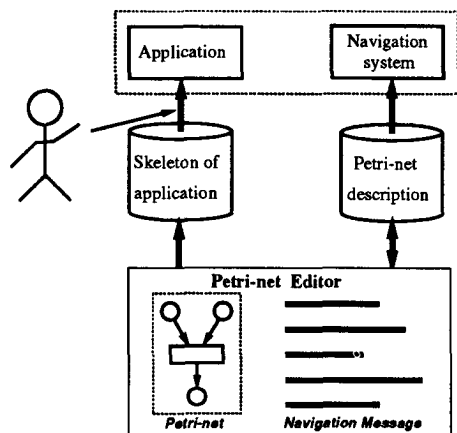 Application
Navigation
system
Skeleton of
application
Petri-net
description
Petri-net Editor
Petri-net
Navigation Message